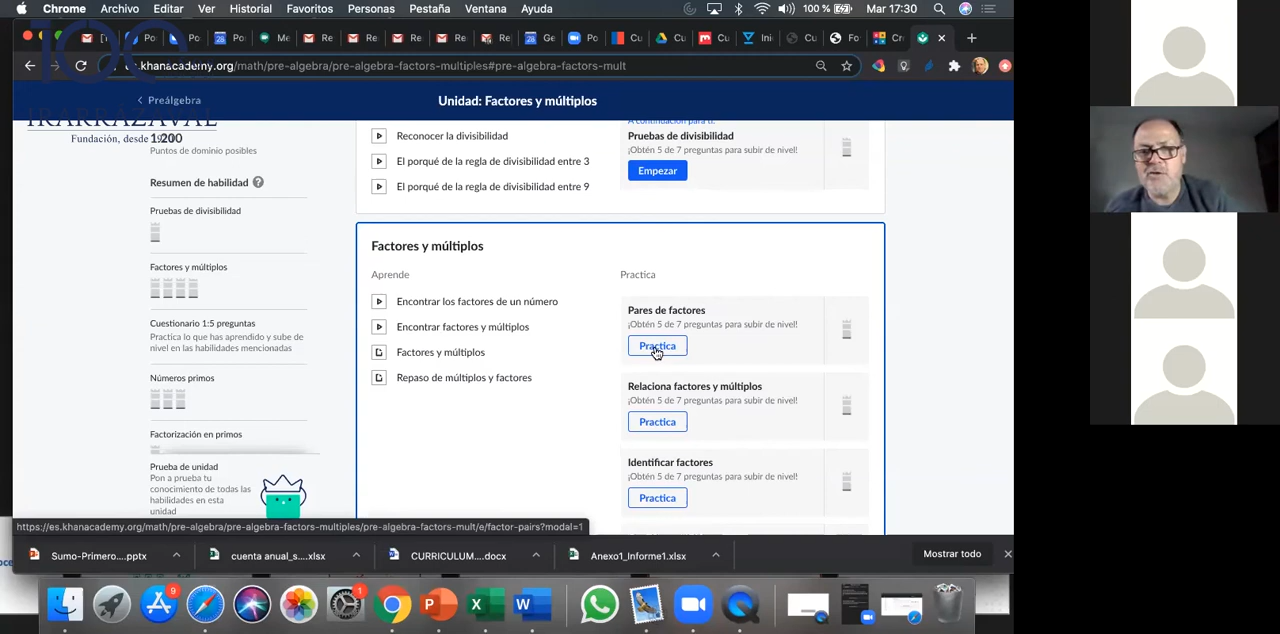 Chrome Archivo Editar Ver Historial Favoritos Personas Pestaña Ventana Ayuda 100 % Mar 17:30
es.khanacademy.org/math/pre-algebra/pre-algebra-factors-multiples#pre-algebra-factors-mult
Preálgebra
Unidad: Factores y múltiplos
IRARRÁZAVAL
Fundación, desde
1.200
Puntos de dominio posibles
Resumen de habilidad
Pruebas de divisibilidad
Factores y múltiplos
Cuestionario 1:5 preguntas
Practica lo que has aprendido y sube de
nivel en las habilidades mencionadas
Números primos
Factorización en primos
Prueba de unidad
Pon a prueba tu
conocimiento de todas las
habilidades en esta
unidad
Reconocer la divisibilidad
El porqué de la regla de divisibilidad entre 3
El porqué de la regla de divisibilidad entre 9
A continuación para ti:
Pruebas de divisibilidad
¡Obtén 5 de 7 preguntas para subir de nivel!
Empezar
Factores y múltiplos
Aprende
Encontrar los factores de un número
Encontrar factores y múltiplos
Factores y múltiplos
Repaso de múltiplos y factores
Practica
Pares de factores
¡Obtén 5 de 7 preguntas para subir de nivel!
Practica
Relaciona factores y múltiplos
¡Obtén 5 de 7 preguntas para subir de nivel!
Practica
Identificar factores
¡Obtén 5 de 7 preguntas para subir de nivel!
Practica
https://es.khanacademy.org/math/pre-algebra/pre-algebra-factors-multiples/pre-algebra-factors-mult/e/factor-pairs?modal=1
Sumo-Primero....pptx
cuenta anual_s....xlsx
CURRICULUM....docx
Anexo1_Informe1.xlsx
Mostrar todo
9
1